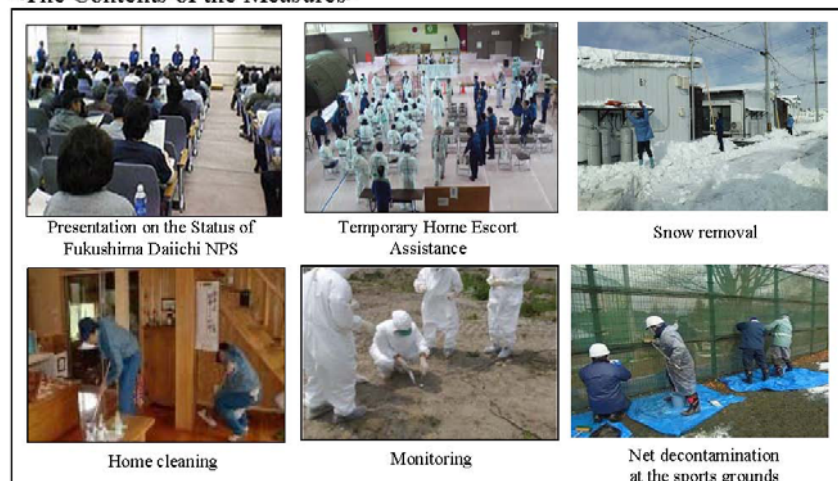 The Contents of the Measures
Presentation on the Status of
Fukushima Daiichi NPS
Temporary Home Escort
Assistance
Snow removal
Home cleaning
Monitoring
Net decontamination
at the sports grounds